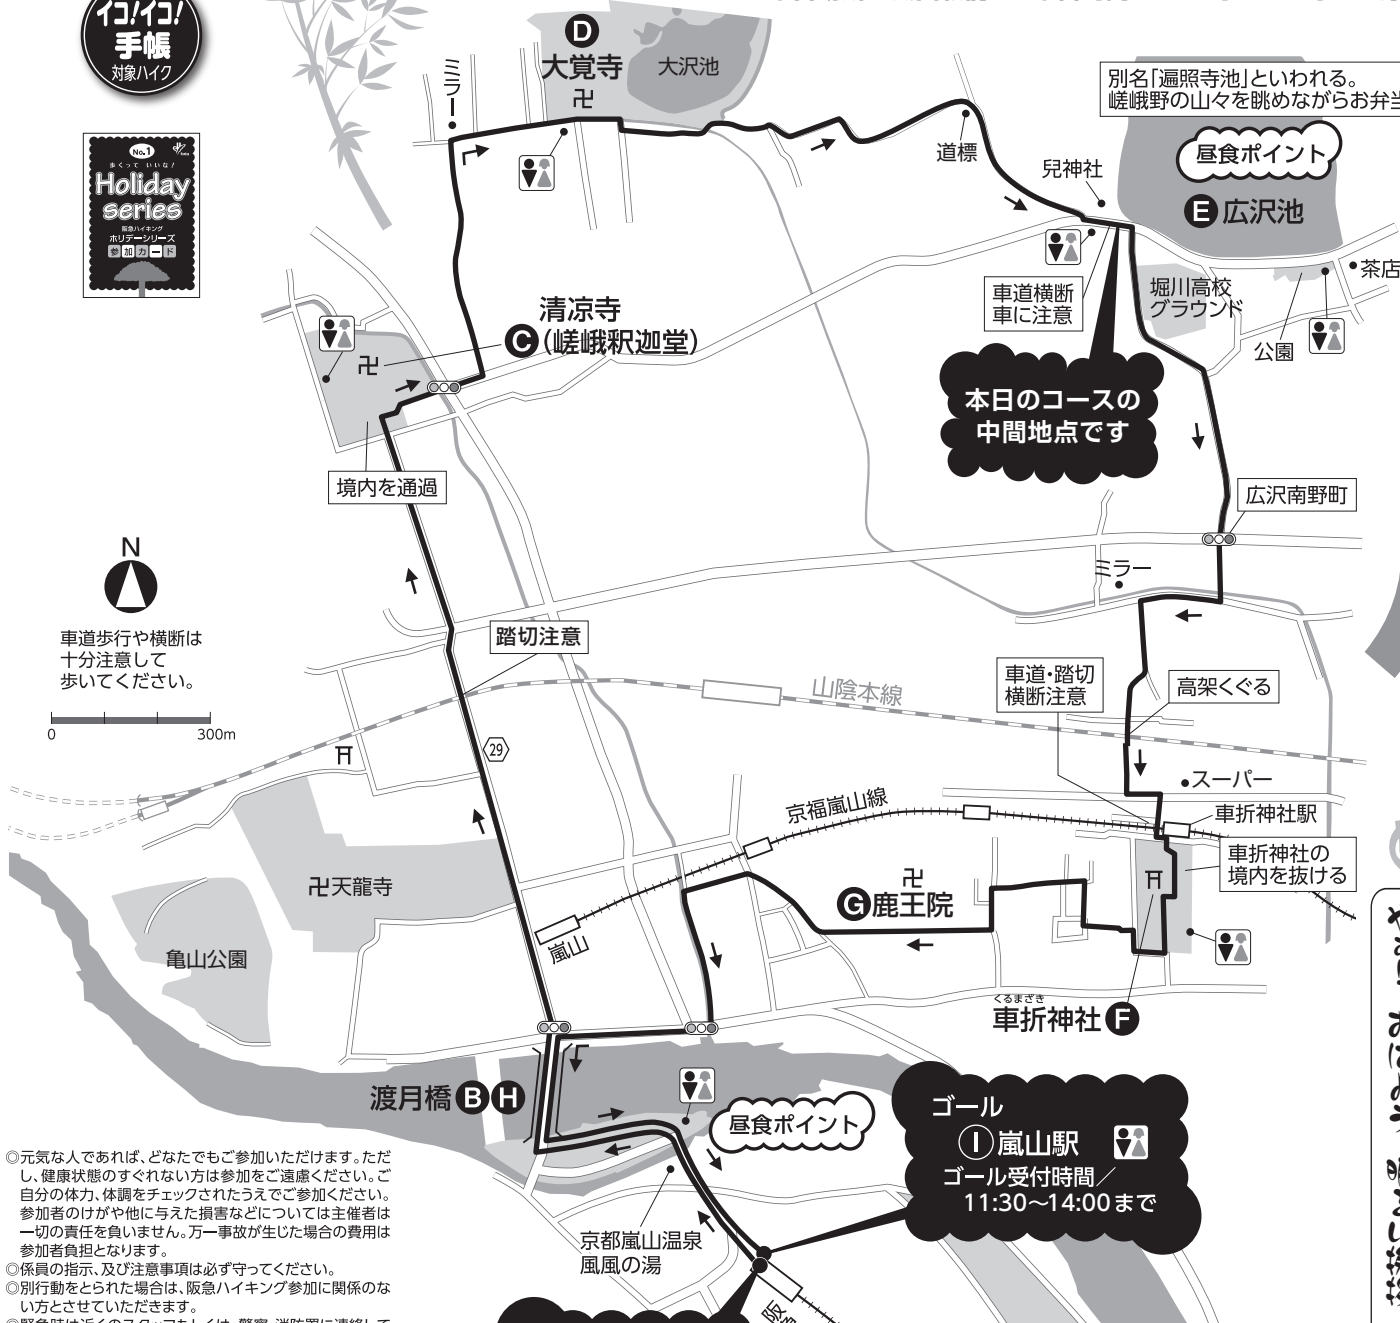 イコ!イコ!
手帳
対象ハイク
No.1
歩くって いいな!
Holiday
series
阪急ハイキング
ホリデーシリーズ
参加カード
ミラー
D
大覚寺
大沢池
道標
兒神社
別名「遍照寺池」といわれる。
嵯峨野の山々を眺めながらお弁当
昼食ポイント
E 広沢池
茶店
車道横断
車に注意
堀川高校
グラウンド
公園
清凉寺
C (嵯峨釈迦堂)
本日のコースの
中間地点です
境内を通過
広沢南野町
N
車道歩行や横断は
十分注意して
歩いてください。
0 300m
踏切注意
ミラー
車道・踏切
横断注意
高架くぐる
山陰本線
29
スーパー
京福嵐山線
車折神社駅
車折神社の
境内を抜ける
天龍寺
G 鹿王院
嵐山
亀山公園
くるまざき
車折神社 F
渡月橋 B H
昼食ポイント
ゴール
I 嵐山駅
ゴール受付時間/
11:30〜14:00まで
京都嵐山温泉
風風の湯
阪
◎元気な人であれば、どなたでもご参加いただけます。ただ
し、健康状態のすぐれない方は参加をご遠慮ください。ご
自分の体力、体調をチェックされたうえでご参加ください。
参加者のけがや他に与えた損害などについては主催者は
一切の責任を負いません。万一事故が生じた場合の費用は
参加者負担となります。
◎係員の指示、及び注意事項は必ず守ってください。
◎別行動をとられた場合は、阪急ハイキング参加に関係のな
い方とさせていただきます。